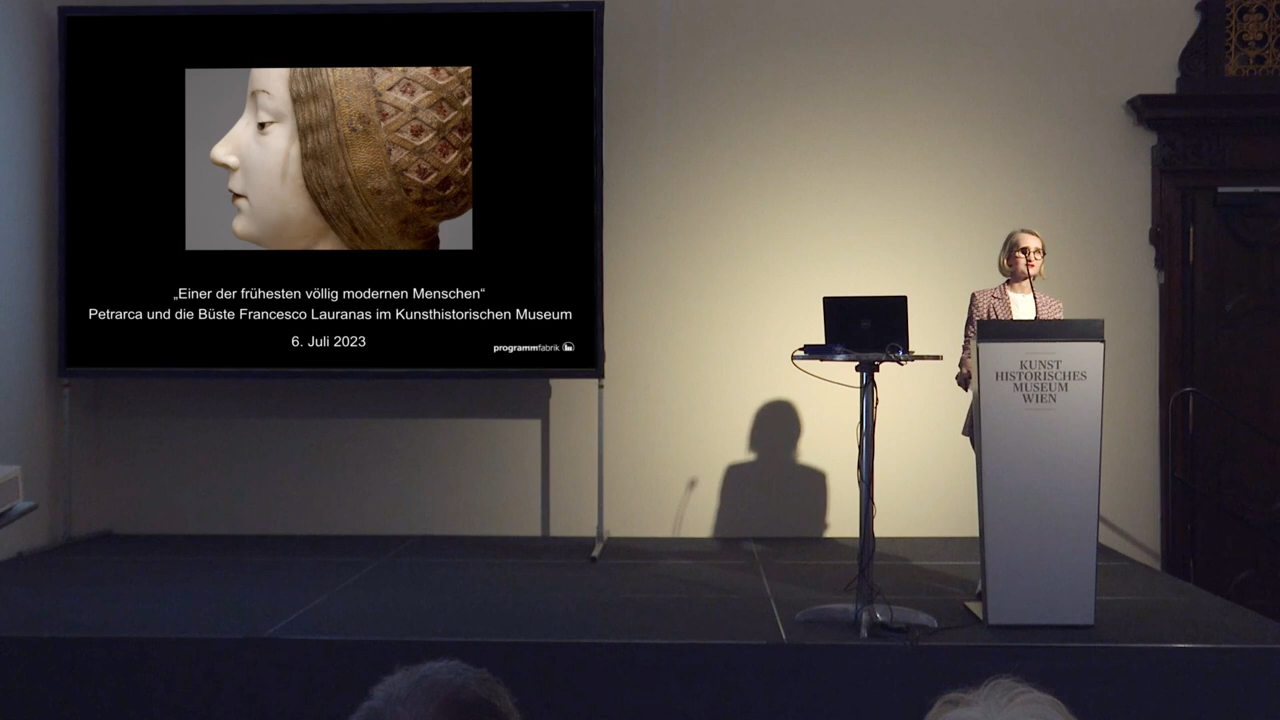 „Einer der frühesten völlig modernen Menschen“
Petrarca und die Büste Francesco Lauranas im Kunsthistorischen Museum
6. Juli 2023
programmfabrik
KUNST
HISTORISCHES
MUSEUM
WIEN